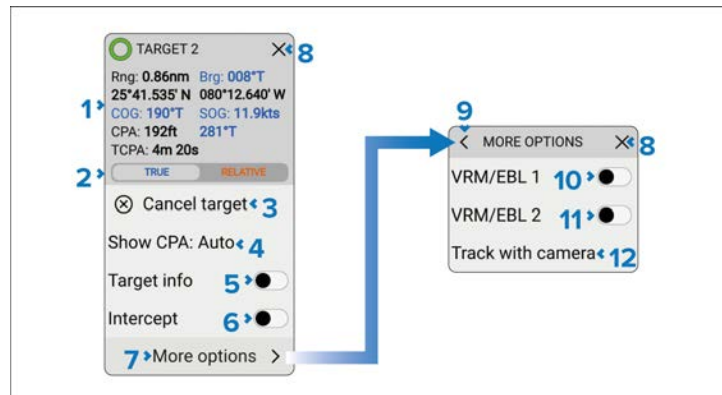 TARGET 2 8
Rng: 0.86nm Brg: 008°T
25°41.535' N 080°12.640' W
1 COG: 190°T SOG: 11.9kts
CPA: 192ft 281°T
TCPA: 4m 20s
2 TRUE RELATIVE
Cancel target 3
Show CPA: Auto 4
Target info 5
Intercept 6
7 More options >
9
< MORE OPTIONS 8
VRM/EBL 1 10
VRM/EBL 2 11
Track with camera 12